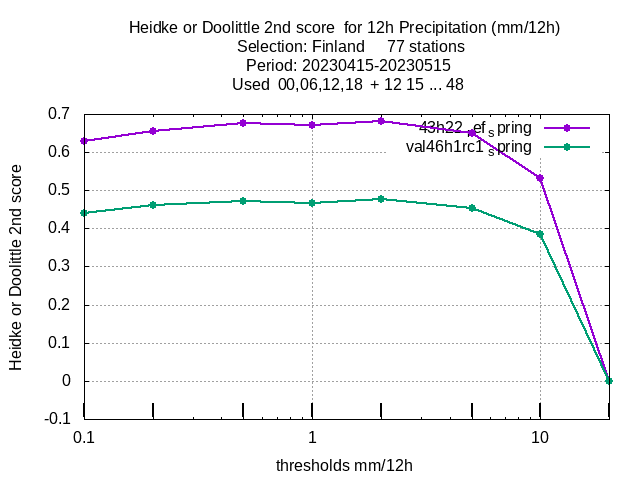 Heidke or Doolittle 2nd score  for 12h Precipitation (mm/12h)
Selection: Finland     77 stations
Period: 20230415-20230515
Used  00,06,12,18  + 12 15 ... 48
0.7
0.6
0.5
0.4
0.3
0.2
0.1
0
-0.1
0.1
1
10
thresholds mm/12h
Heidke or Doolittle 2nd score
43h22_ref_spring
val46h1rc1_spring